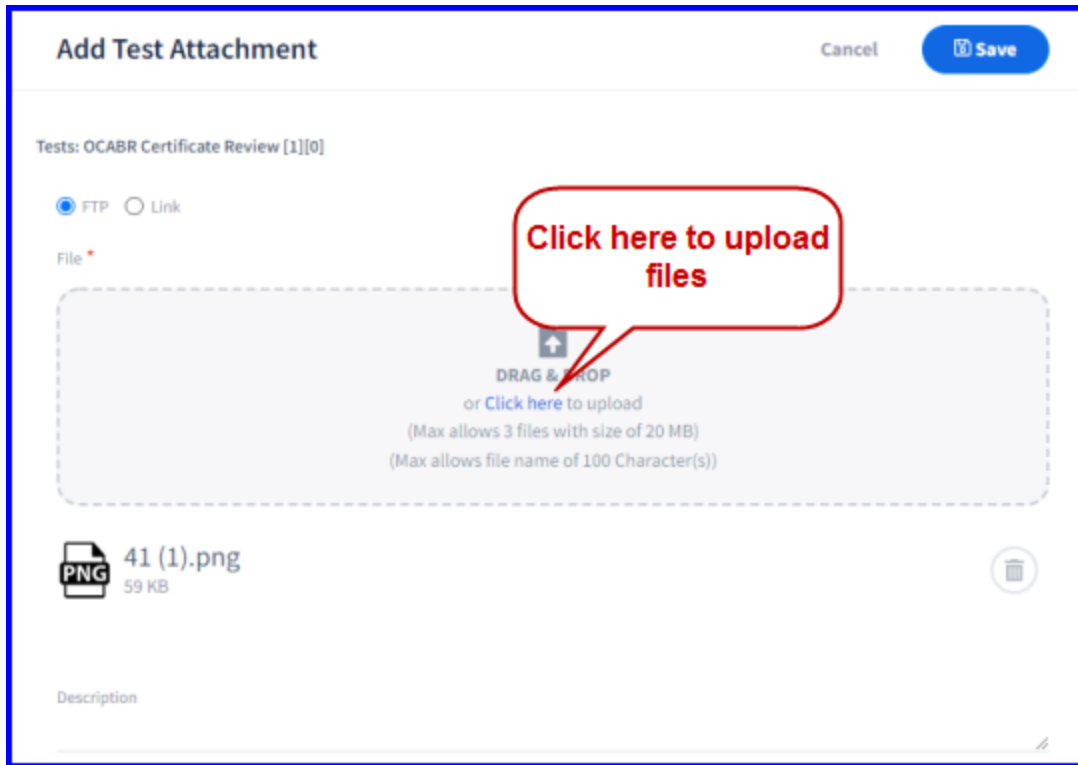 Add Test Attachment
Cancel
Save
Tests: OCABR Certificate Review [1][0]
FTP
Link
File *
Click here to upload
files
DRAG & DROP
or Click here to upload
(Max allows 3 files with size of 20 MB)
(Max allows file name of 100 Character(s))
PNG
41 (1).png
59 KB
Description